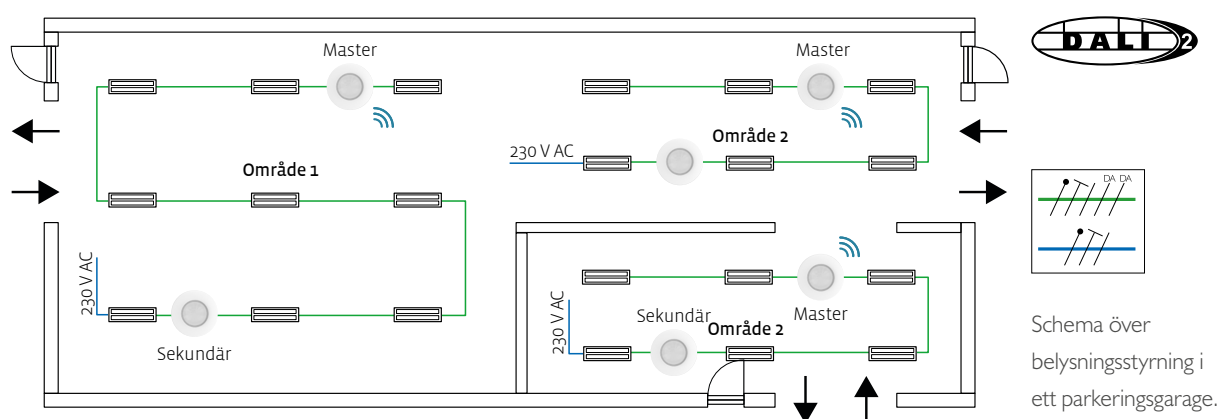 Master
Master
DALI 2
230 V AC
Område 2
Område 1
DA DA
230 V AC
Sekundär
230 V AC
Sekundär
Område 2
Master
Schema över
belysningsstyrning i
ett parkeringsgarage.